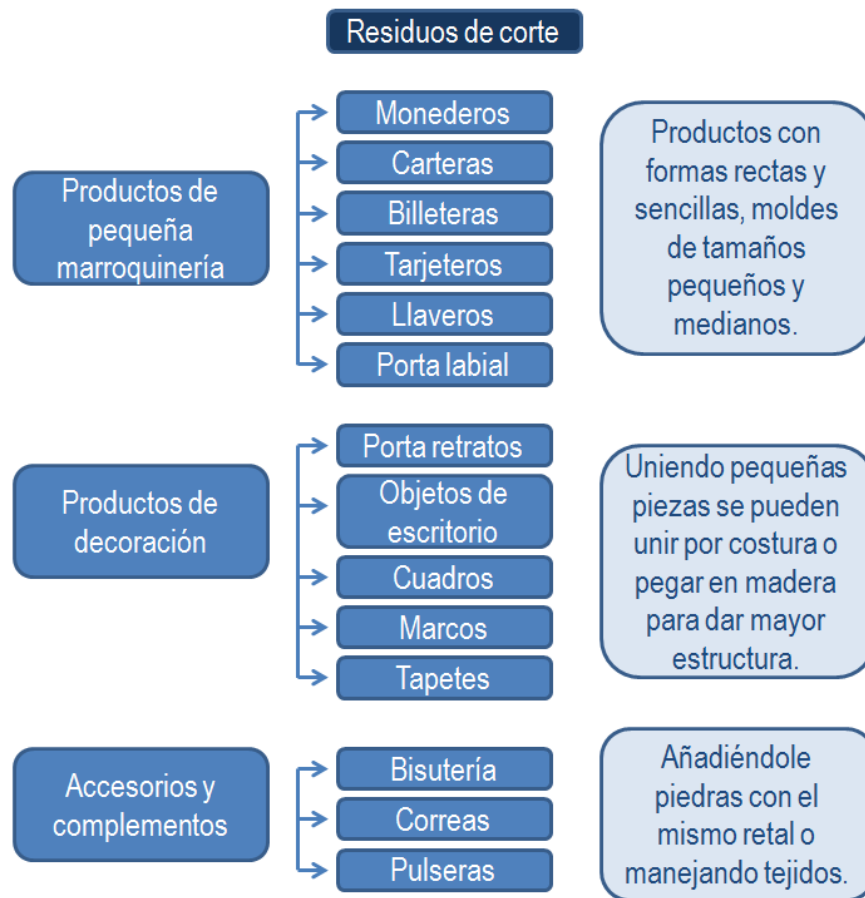 Residuos de corte
Productos de
pequeña
marroquinería
Monederos
Carteras
Billeteras
Tarjeteros
Llaveros
Porta labial
Productos con
formas rectas y
sencillas, moldes
de tamaños
pequeños y
medianos.
Productos de
decoración
Porta retratos
Objetos de
escritorio
Cuadros
Marcos
Tapetes
Uniendo pequeñas
piezas se pueden
unir por costura o
pegar en madera
para dar mayor
estructura.
Accesorios y
complementos
Bisutería
Correas
Pulseras
Añadiéndole
piedras con el
mismo retal o
manejando tejidos.